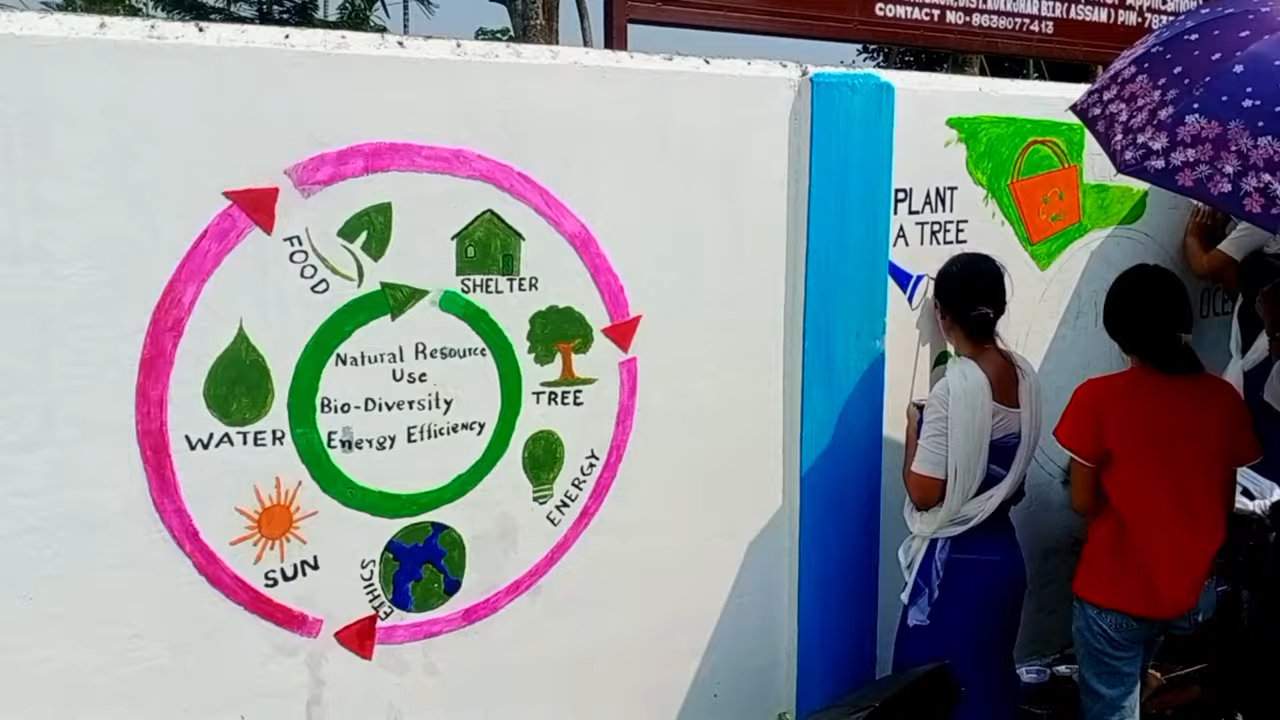 CONTACT NO-8638077413
FOOD
SHELTER
Natural Resource
Use
Bio-Diversity
Energy Efficiency
TREE
WATER
ENERGY
SUN
ETHICS
PLANT
A TREE